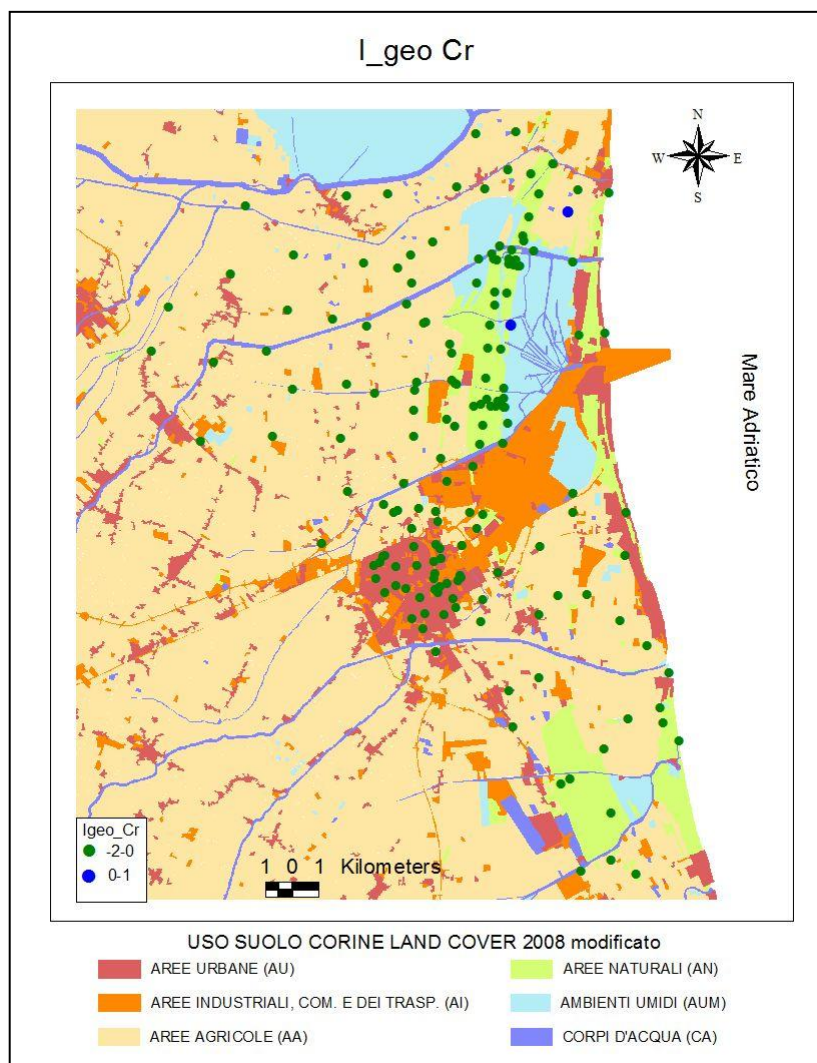 I_geo Cr
N
W E
S
Mare Adriatico
Igeo_Cr
-2-0
0-1
1 0 1 Kilometers
USO SUOLO CORINE LAND COVER 2008 modificato
AREE URBANE (AU)
AREE NATURALI (AN)
AREE INDUSTRIALI, COM. E DEI TRASP. (AI)
AMBIENTI UMIDI (AUM)
AREE AGRICOLE (AA)
CORPI D'ACQUA (CA)